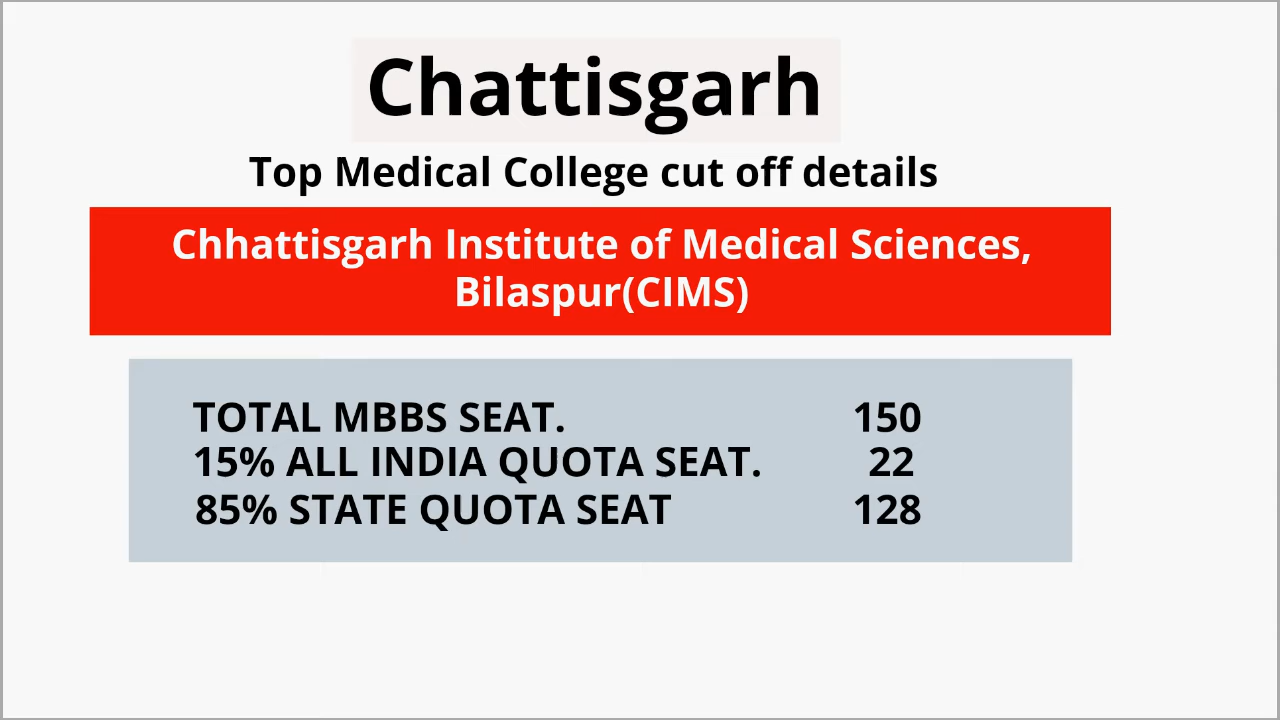 Chattisgarh
Top Medical College cut off details
Chhattisgarh Institute of Medical Sciences,
Bilaspur(CIMS)
TOTAL MBBS SEAT. 150
15% ALL INDIA QUOTA SEAT. 22
85% STATE QUOTA SEAT 128